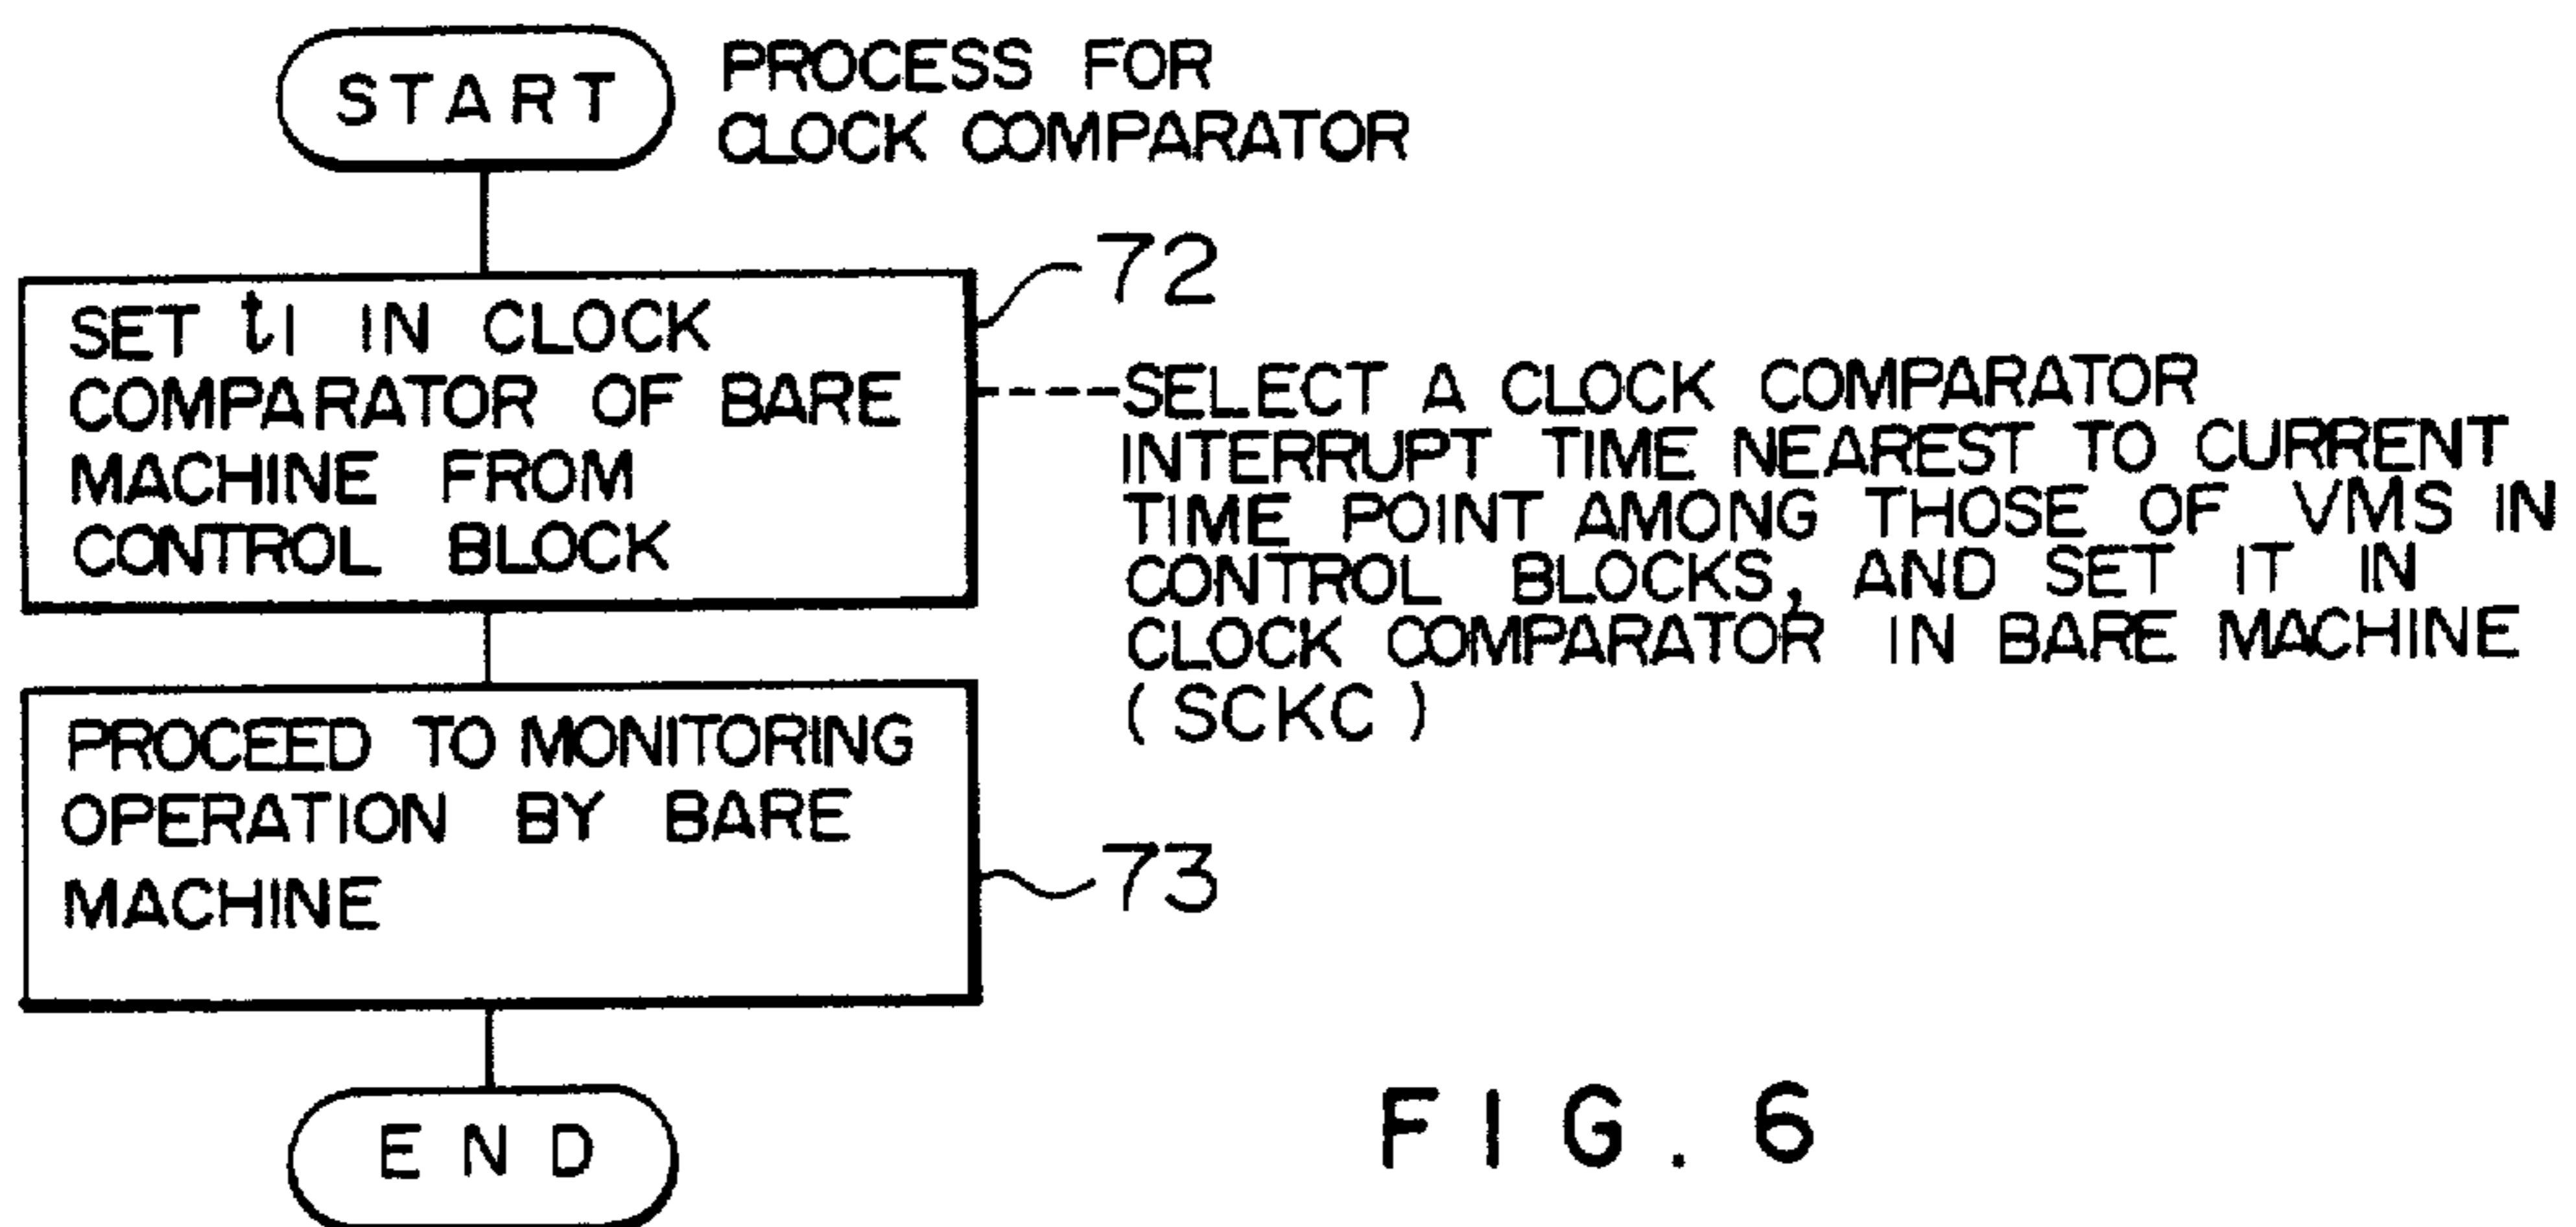 START
PROCESS FOR
CLOCK COMPARATOR
72
SET t1 IN CLOCK
COMPARATOR OF BARE
MACHINE FROM
CONTROL BLOCK
SELECT A CLOCK COMPARATOR
INTERRUPT TIME NEAREST TO CURRENT
TIME POINT AMONG THOSE OF VMS IN
CONTROL BLOCKS, AND SET IT IN
CLOCK COMPARATOR IN BARE MACHINE
(SCKC)
PROCEED TO MONITORING
OPERATION BY BARE
MACHINE
73
END
FIG. 6